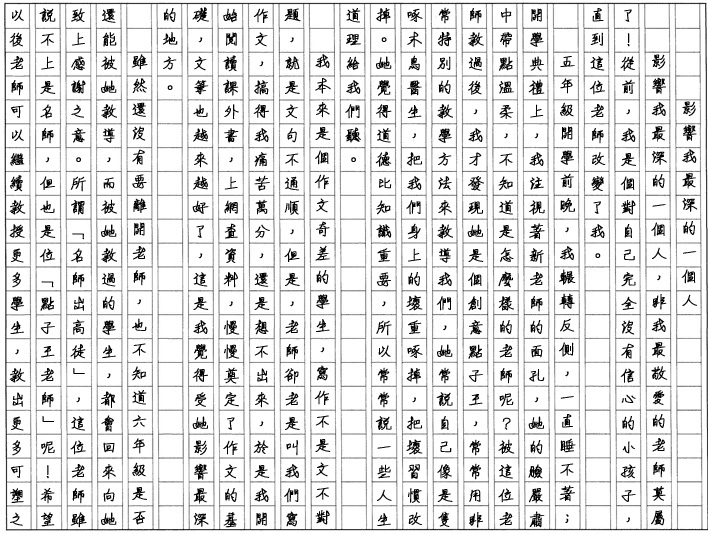 影響我最深的一個人
影響我最深的一個人，非我最敬愛的老師莫屬
了！從前，我是個對自己完全沒有信心的小孩子，
直到這位老師改變了我。
五年級開學前晚，我輾轉反側，一直睡不著；
開學典禮上，我注視著新老師的面孔，她的臉嚴肅
中帶點溫柔，不知道是怎麼樣的老師呢？被這位老
師教過後，我才發現她是個創意點子王，常常用非
常特別的教學方法來教導我們，她常說自己像是隻
啄木鳥醫生，把我們身上的壞重啄掉，把壞習慣改
掉。她覺得道德比知識重要，所以常常說一些人生
道理給我們聽。
我本來是個作文奇差的學生，寫作不是文不對
題，就是文句不通順，但是，老師卻老是叫我們寫
作文，搞得我痛苦萬分，還是想不出來，於是我開
始閱讀課外書，上網查資料，慢慢奠定了作文的基
礎，文筆也越來越好了，這是我覺得受她影響最深
的地方。
雖然還沒有要離開老師，也不知道六年級是否
還能被她教導，而被她教過的學生，都會回來向她
致上感謝之意。所謂「名師出高徒」，這位老師雖
說不上是名師，但也是位「點子王老師」呢！希望
以後老師可以繼續教授更多學生，教出更多可塑之